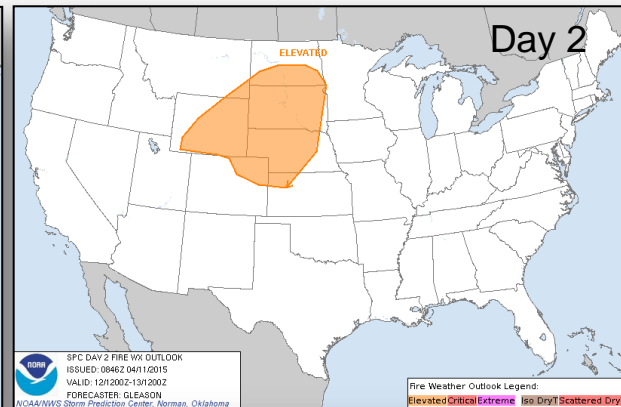 Day 2
ELEVATED
NOAA
SPC DAY 2 FIRE WX OUTLOOK
ISSUED: 0846Z 04/11/2015
VALID: 12/1200Z-13/1200Z
FORECASTER: GLEASON
NOAA/NWS Storm Prediction Center, Norman, Oklahoma
Fire Weather Outlook Legend:
Elevated Critical Extreme Iso DryT Scattered Dry